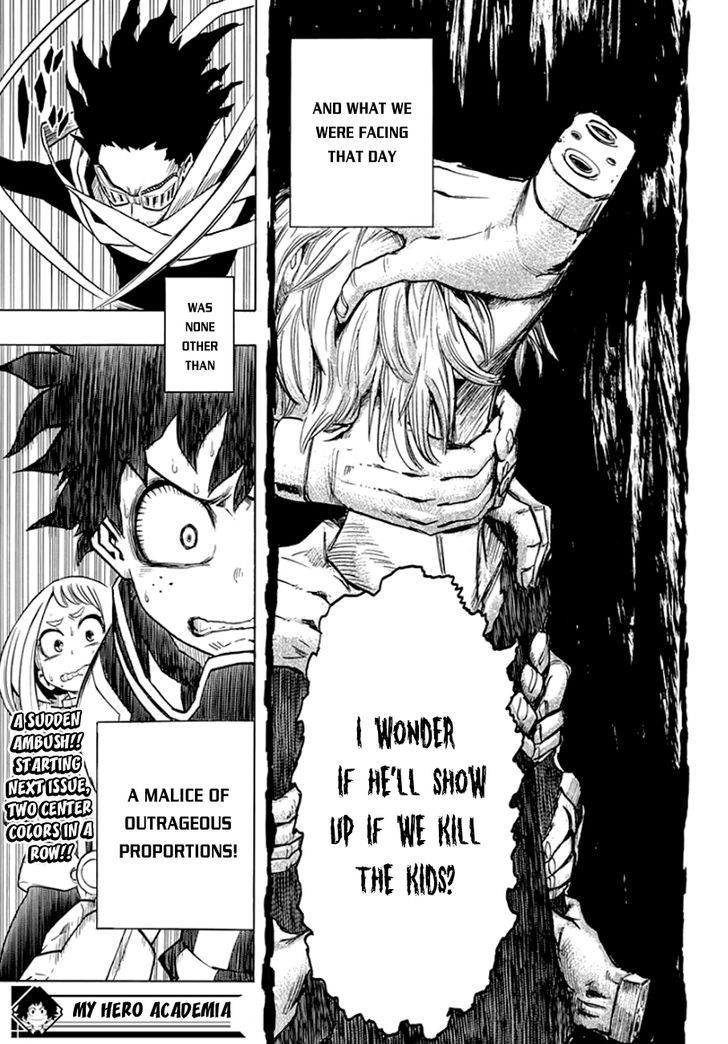 AND WHAT WE
WERE FACING
THAT DAY
I WONDER
IF HE'LL SHOW
UP IF WE KILL
THE KIDS?
WAS
NONE
OTHER
THAN
A MALICE OF
OUTRAGEOUS
PROPORTIONS!
A SUDDEN
AMBUSH!!
STARTING
NEXT ISSUE,
TWO CENTER
COLORS IN A
ROW!!
MY HERO ACADEMIA